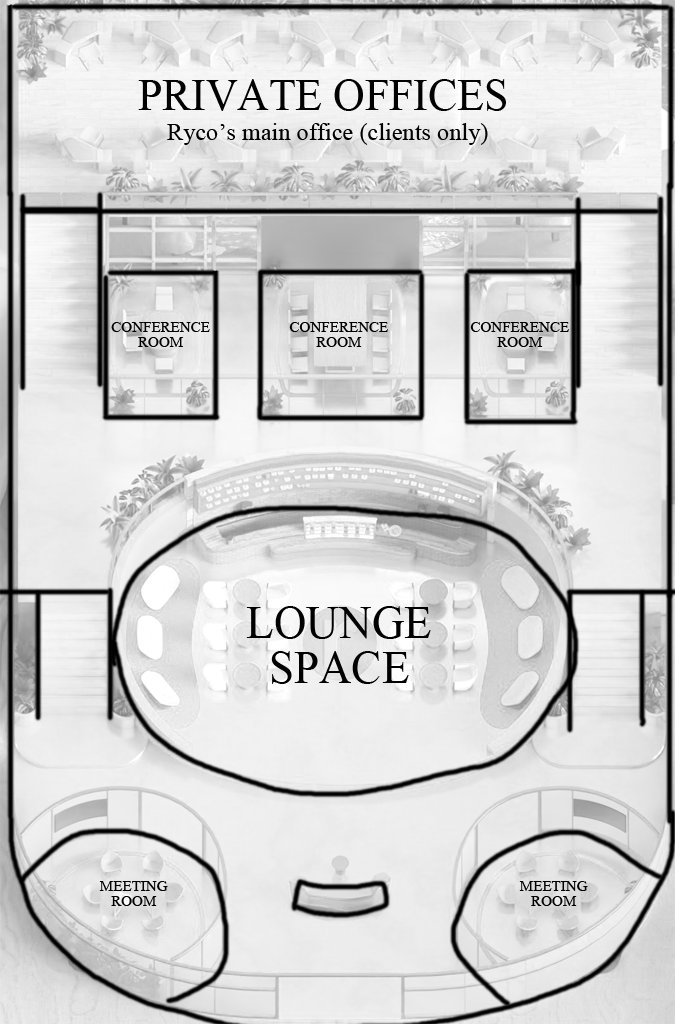 PRIVATE OFFICES
Ryco’s main office (clients only)
CONFERENCE
ROOM
CONFERENCE
ROOM
CONFERENCE
ROOM
LOUNGE
SPACE
MEETING
ROOM
MEETING
ROOM